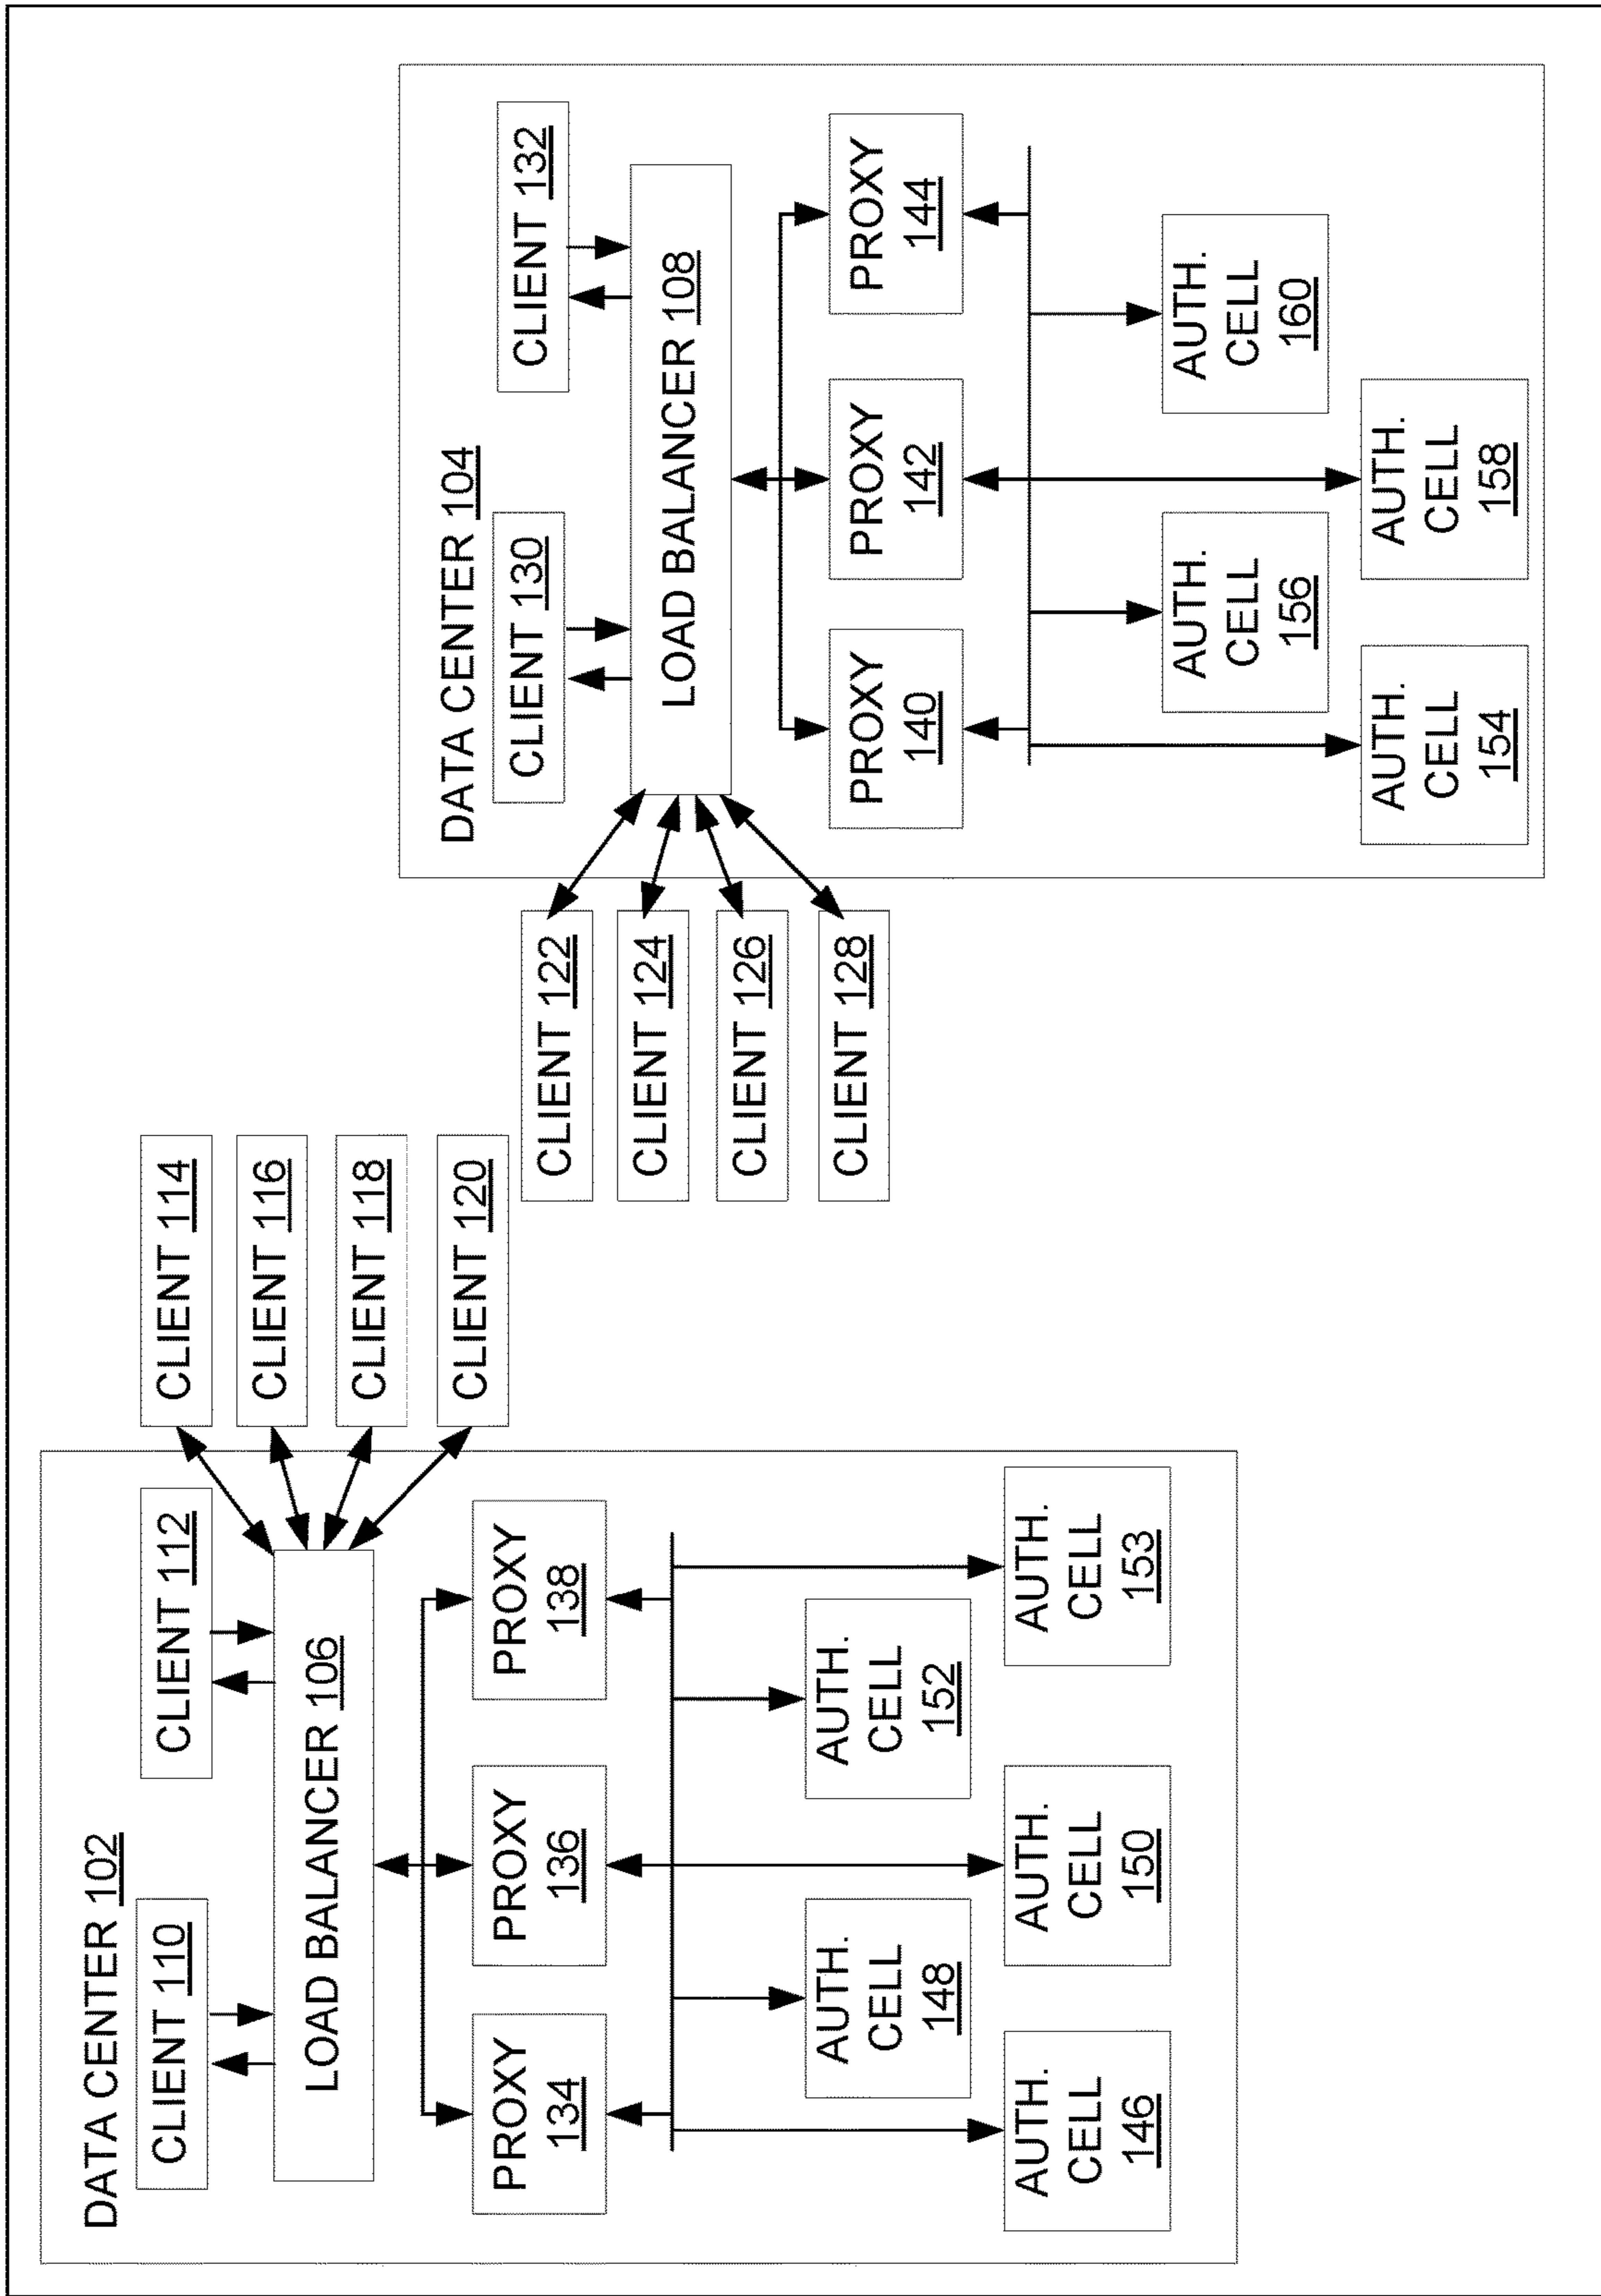 DATA CENTER 102
CLIENT 110
CLIENT 112
LOAD BALANCER 106
CLIENT 114
CLIENT 116
CLIENT 118
CLIENT 120
PROXY
134
PROXY
136
PROXY
138
AUTH.
CELL
148
AUTH.
CELL
152
AUTH.
CELL
146
AUTH.
CELL
150
AUTH.
CELL
153
DATA CENTER 104
CLIENT 130
CLIENT 132
LOAD BALANCER 108
CLIENT 122
CLIENT 124
CLIENT 126
CLIENT 128
PROXY
140
PROXY
142
PROXY
144
AUTH.
CELL
156
AUTH.
CELL
160
AUTH.
CELL
154
AUTH.
CELL
158